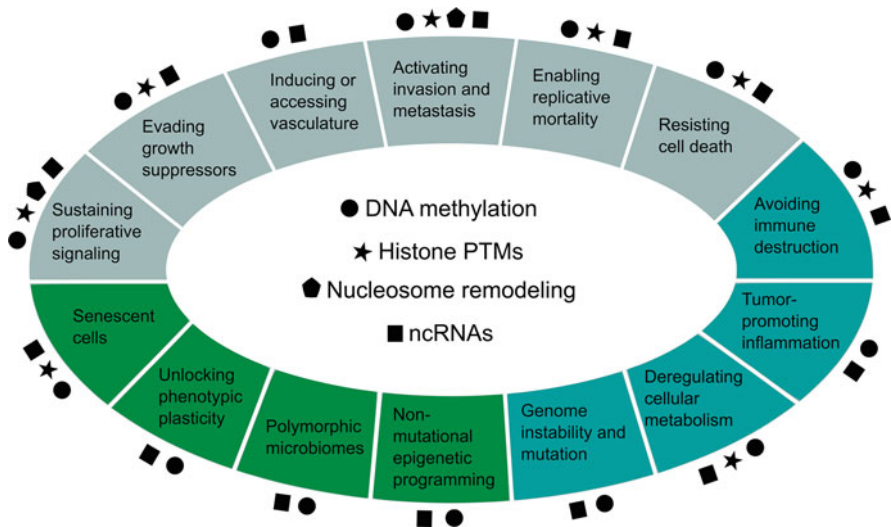 Activating
invasion and
metastasis
Enabling
replicative
mortality
Inducing or
accessing
vasculature
Resisting
cell death
Evading
growth
suppressors
Avoiding
immune
destruction
Sustaining
proliferative
signaling
DNA methylation
Histone PTMs
Nucleosome remodeling
ncRNAs
Tumor-
promoting
inflammation
Senescent
cells
Unlocking
phenotypic
plasticity
Polymorphic
microbiomes
Non-
mutational
epigenetic
programming
Genome
instability and
mutation
Deregulating
cellular
metabolism